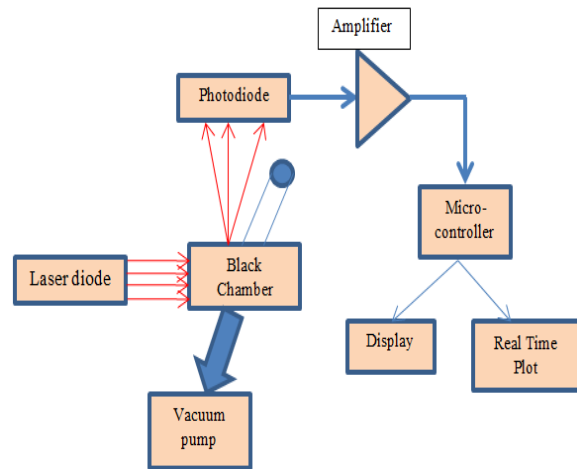 Amplifier
Photodiode
Micro-
controller
Laser diode
Black
Chamber
Display
Real Time
Plot
Vacuum
pump